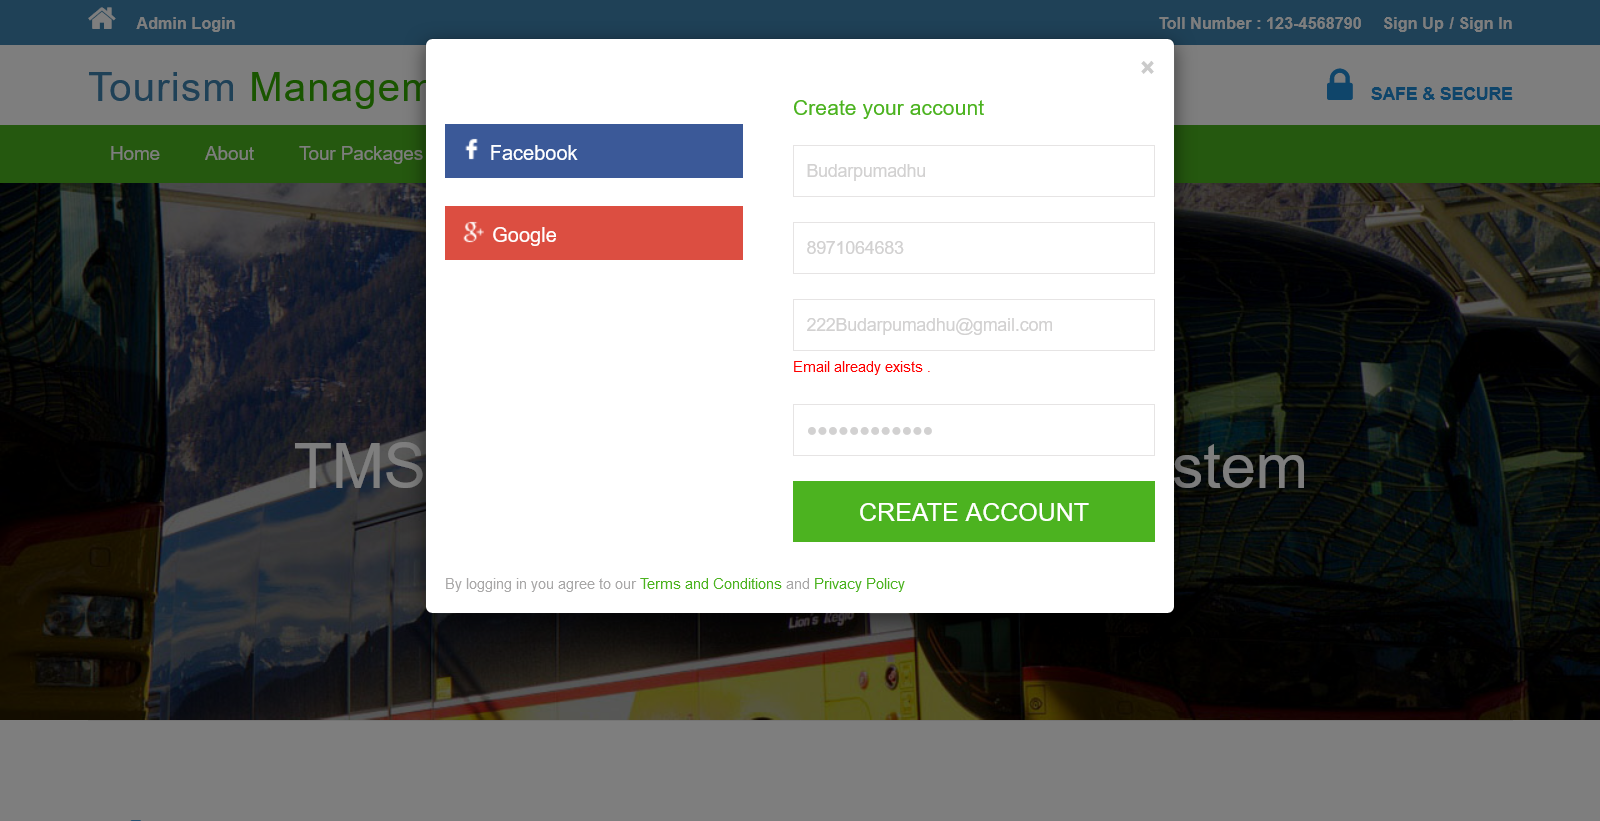 Admin Login
Toll Number : 123-4568790
Sign Up / Sign In
Tourism Managem
SAFE & SECURE
Home
About
Tour Packages
×
Create your account
Facebook
Google
Budarpumadhu
8971064683
222Budarpumadhu@gmail.com
Email already exists .
••••••••••••
TMS
stem
CREATE ACCOUNT
By logging in you agree to our Terms and Conditions and Privacy Policy
Lion's Regio